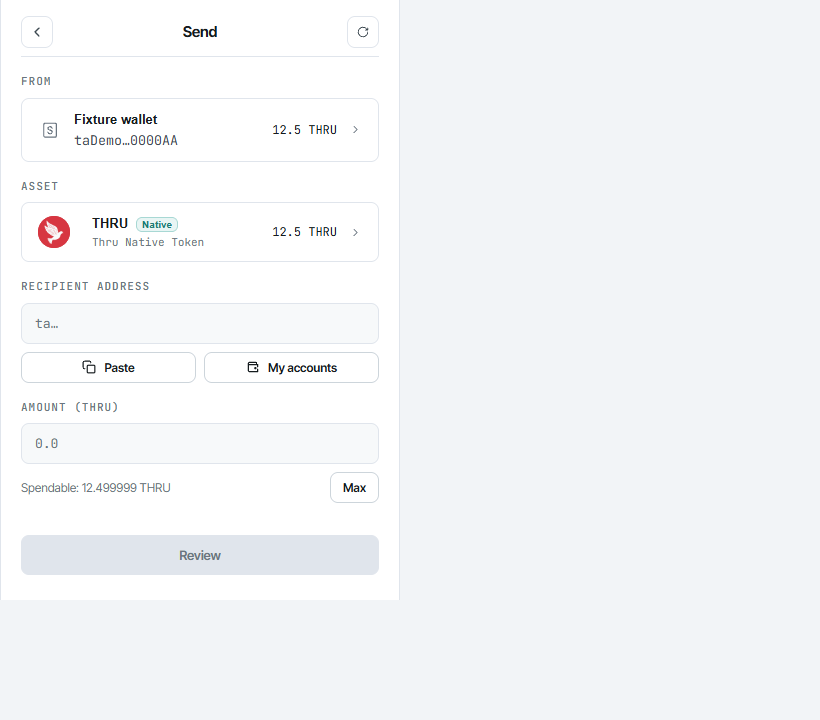 Send
FROM
S
Fixture wallet
taDemo…0000AA
12.5 THRU
ASSET
THRU Native
Thru Native Token
12.5 THRU
RECIPIENT ADDRESS
ta…
Paste
My accounts
AMOUNT (THRU)
0.0
Spendable: 12.499999 THRU
Max
Review